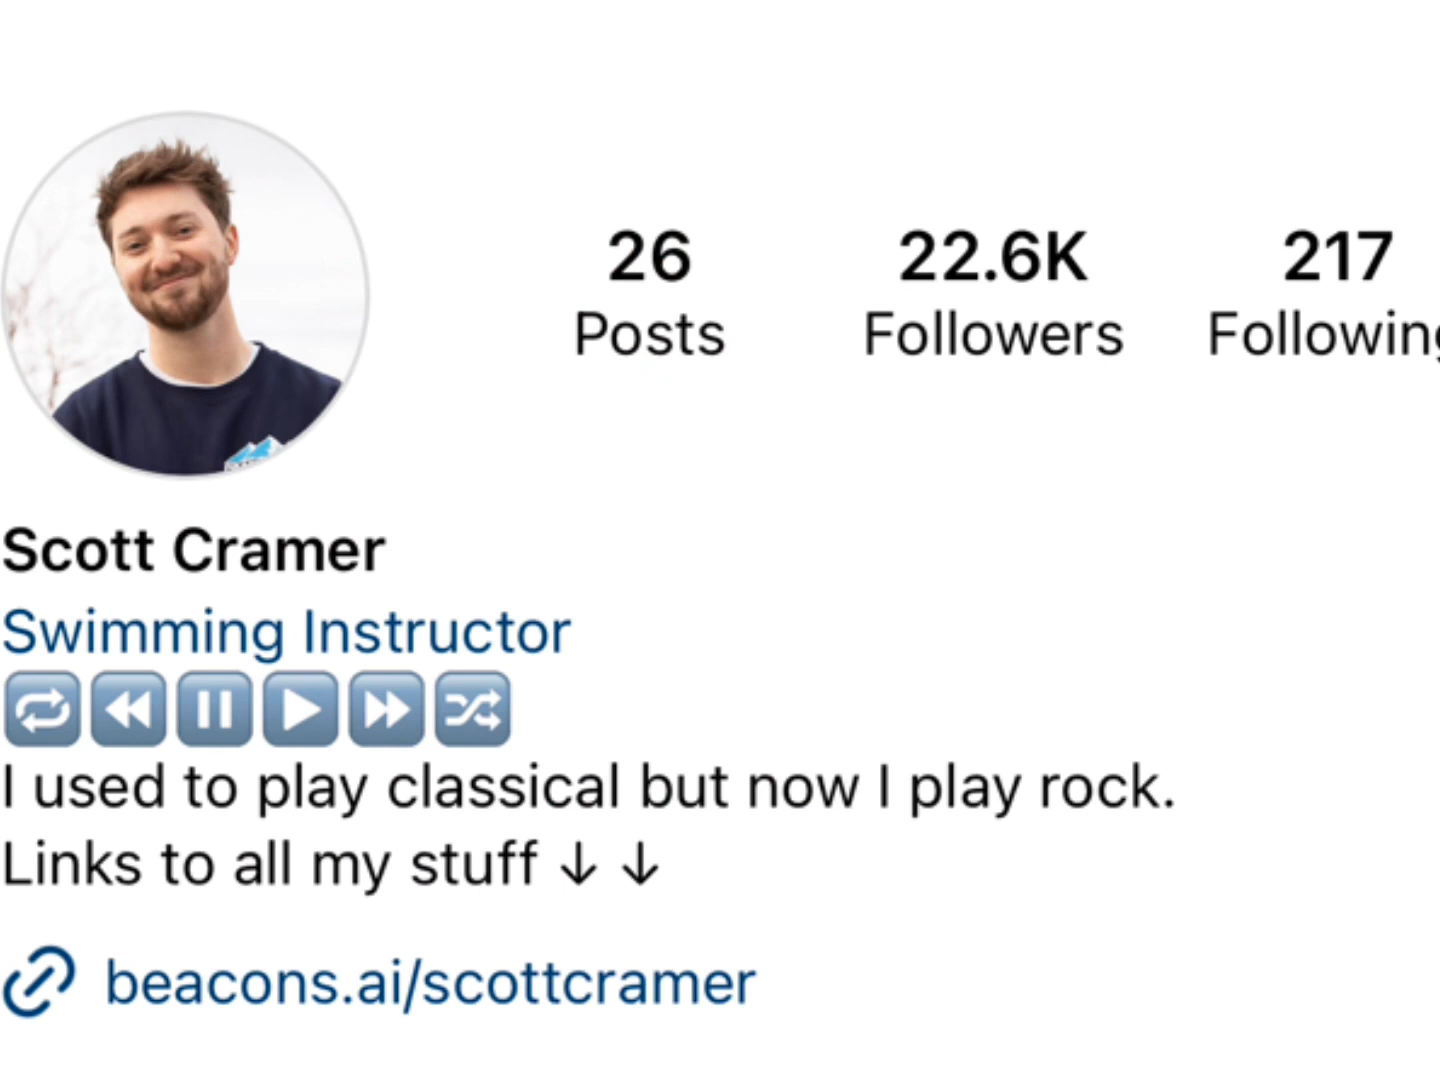 26 22.6K 217
Posts Followers Following
Scott Cramer
Swimming Instructor
🔁⏪⏸▶️⏩🔀
I used to play classical but now I play rock.
Links to all my stuff ↓ ↓
beacons.ai/scottcramer